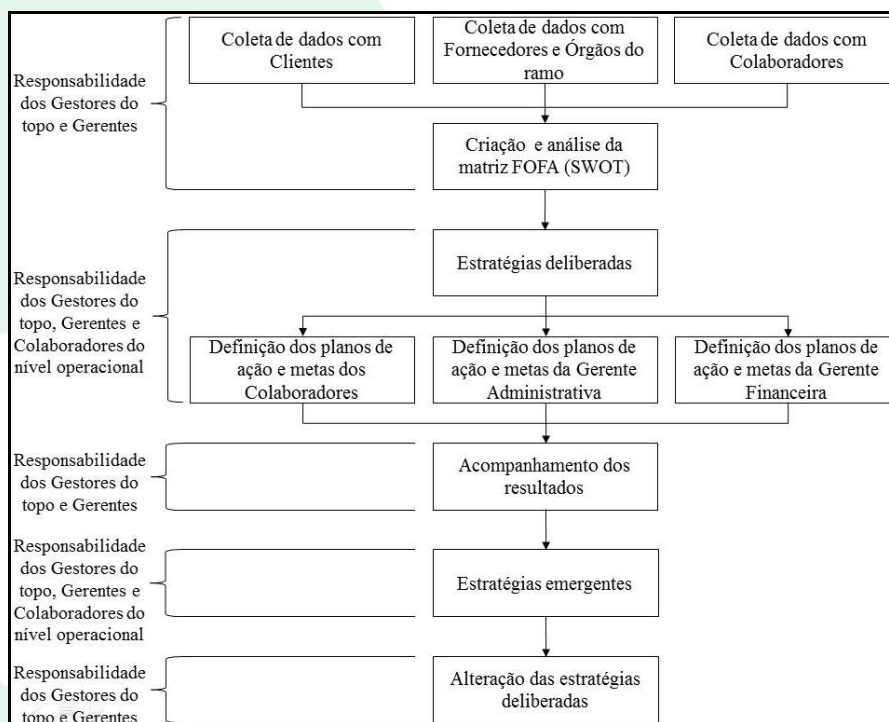 Coleta de dados com
Clientes
Coleta de dados com
Fornecedores e Órgãos do
ramo
Coleta de dados com
Colaboradores
Responsabilidade
dos Gestores do
topo e Gerentes
Criação e análise da
matriz FOFA (SWOT)
Responsabilidade
dos Gestores do
topo, Gerentes e
Colaboradores do
nível operacional
Estratégias deliberadas
Definição dos planos de
ação e metas dos
Colaboradores
Definição dos planos de
ação e metas da Gerente
Administrativa
Definição dos planos de
ação e metas da Gerente
Financeira
Responsabilidade
dos Gestores do
topo e Gerentes
Acompanhamento dos
resultados
Responsabilidade
dos Gestores do
topo, Gerentes e
Colaboradores do
nível operacional
Estratégias emergentes
Responsabilidade
dos Gestores do
topo e Gerentes
Alteração das estratégias
deliberadas